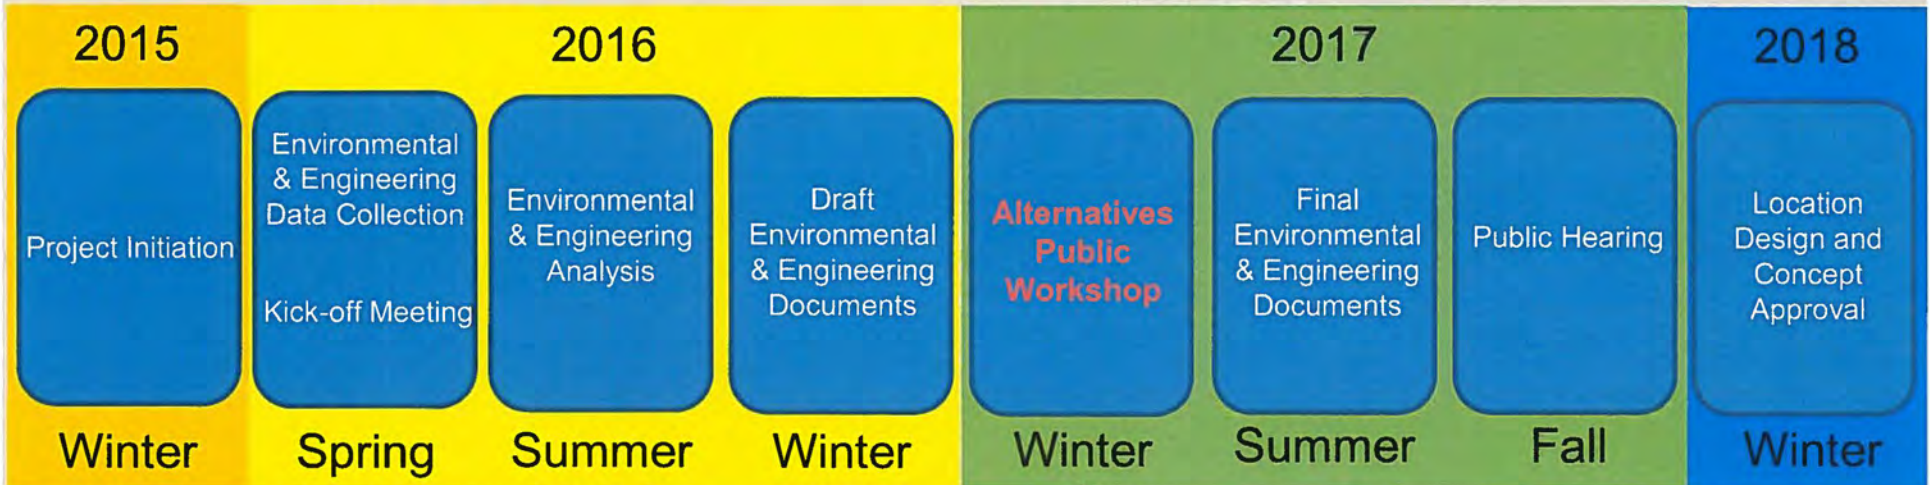 2015
2016
2017
2018
Project Initiation
Environmental
& Engineering
Data Collection
Kick-off Meeting
Environmental
& Engineering
Analysis
Draft
Environmental
& Engineering
Documents
Alternatives
Public
Workshop
Final
Environmental
& Engineering
Documents
Public Hearing
Location
Design and
Concept
Approval
Winter
Spring
Summer
Winter
Winter
Summer
Fall
Winter